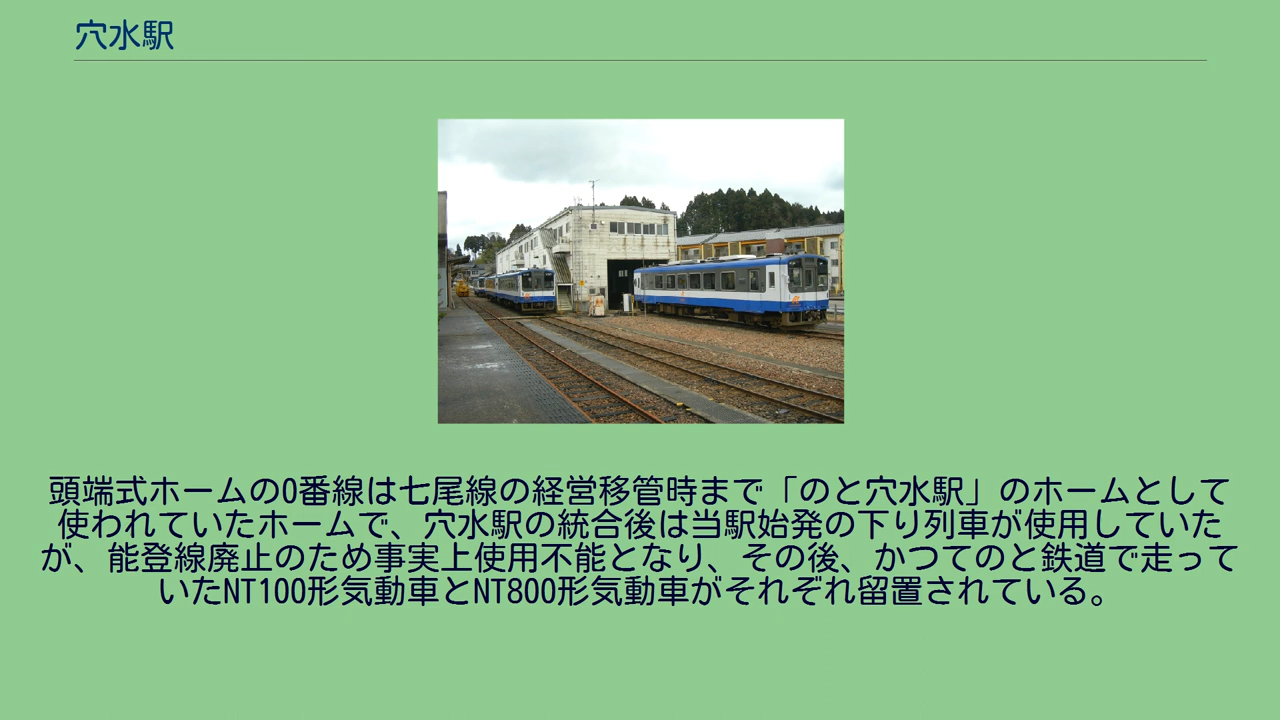 穴水駅
頭端式ホームの0番線は七尾線の経営移管時まで「のと穴水駅」のホームとして
使われていたホームで、穴水駅の統合後は当駅始発の下り列車が使用していた
が、能登線廃止のため事実上使用不能となり、その後、かつてのと鉄道で走って
いたNT100形気動車とNT800形気動車がそれぞれ留置されている。